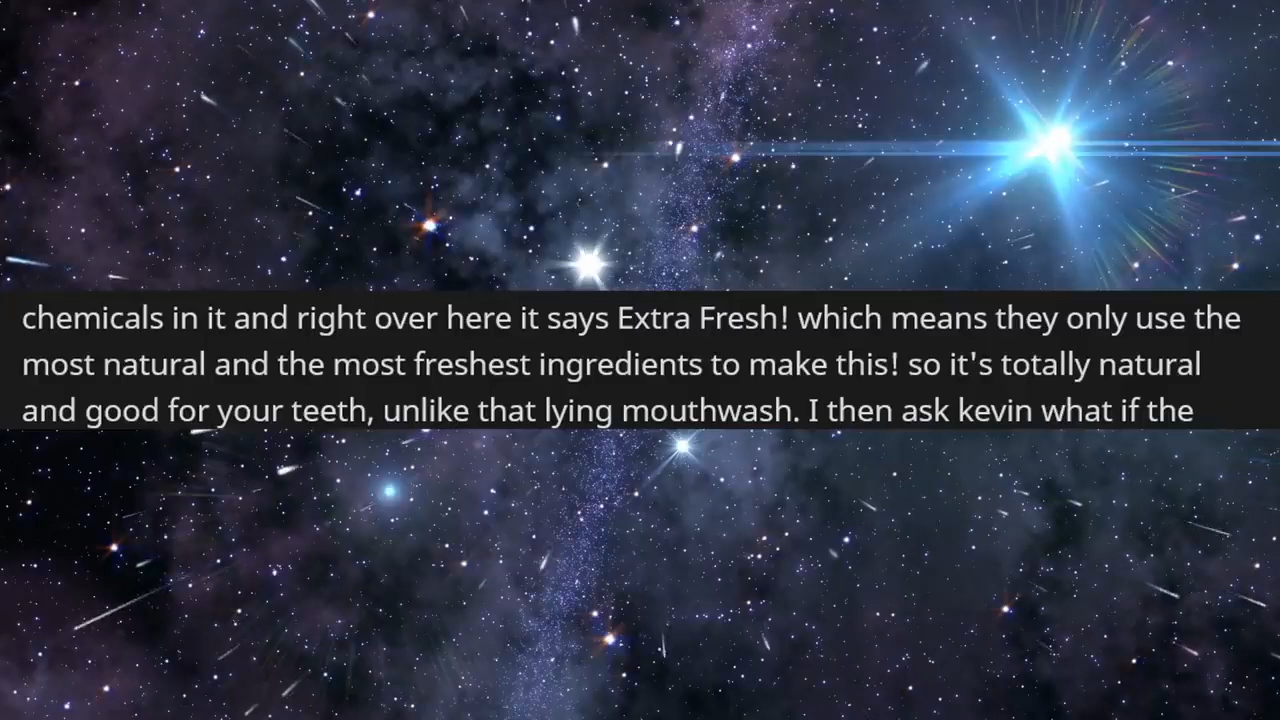 chemicals in it and right over here it says Extra Fresh! which means they only use the
most natural and the most freshest ingredients to make this! so it's totally natural
and good for your teeth, unlike that lying mouthwash. I then ask kevin what if the